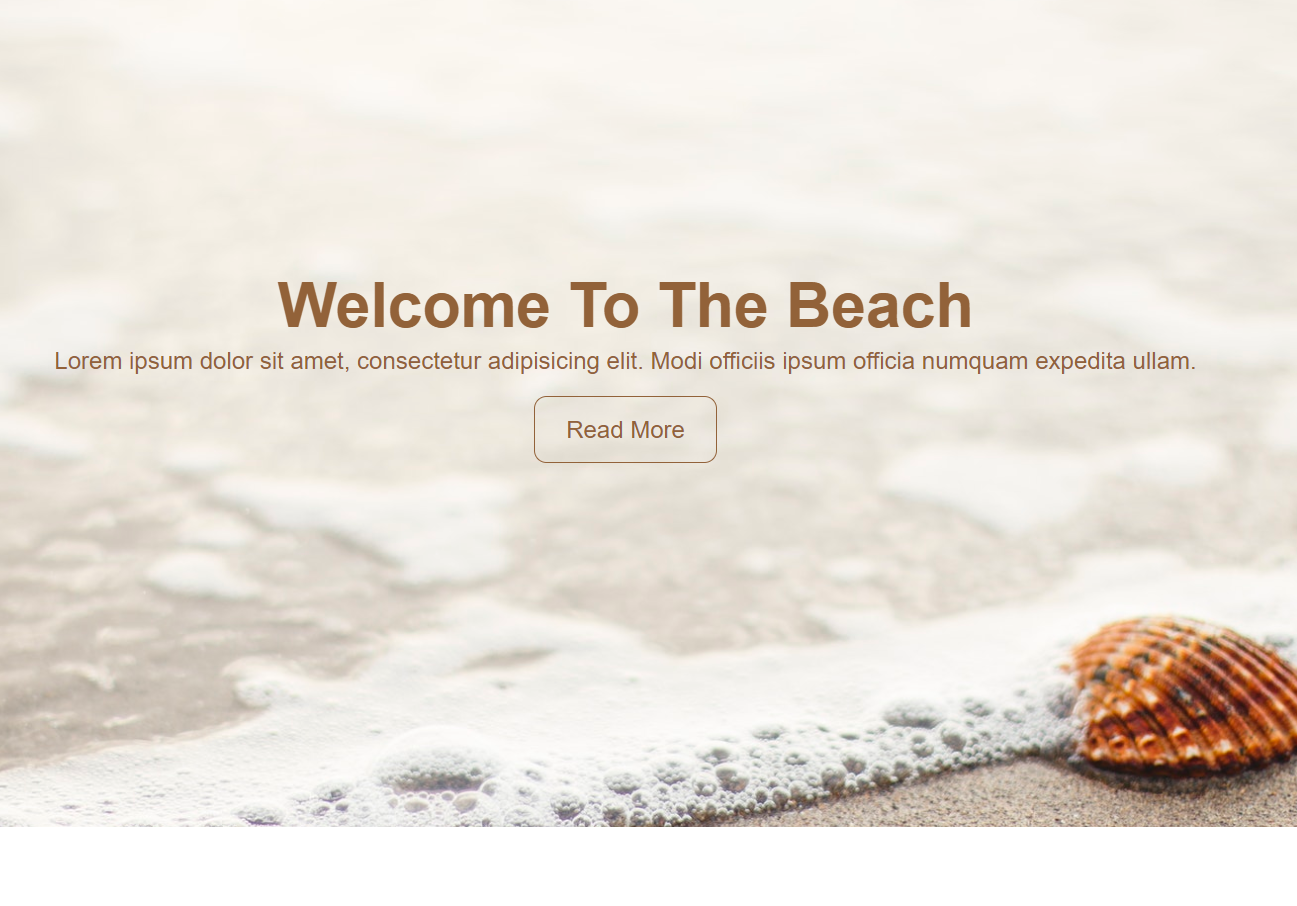 Welcome To The Beach
Lorem ipsum dolor sit amet, consectetur adipisicing elit. Modi officiis ipsum officia numquam expedita ullam.
Read More